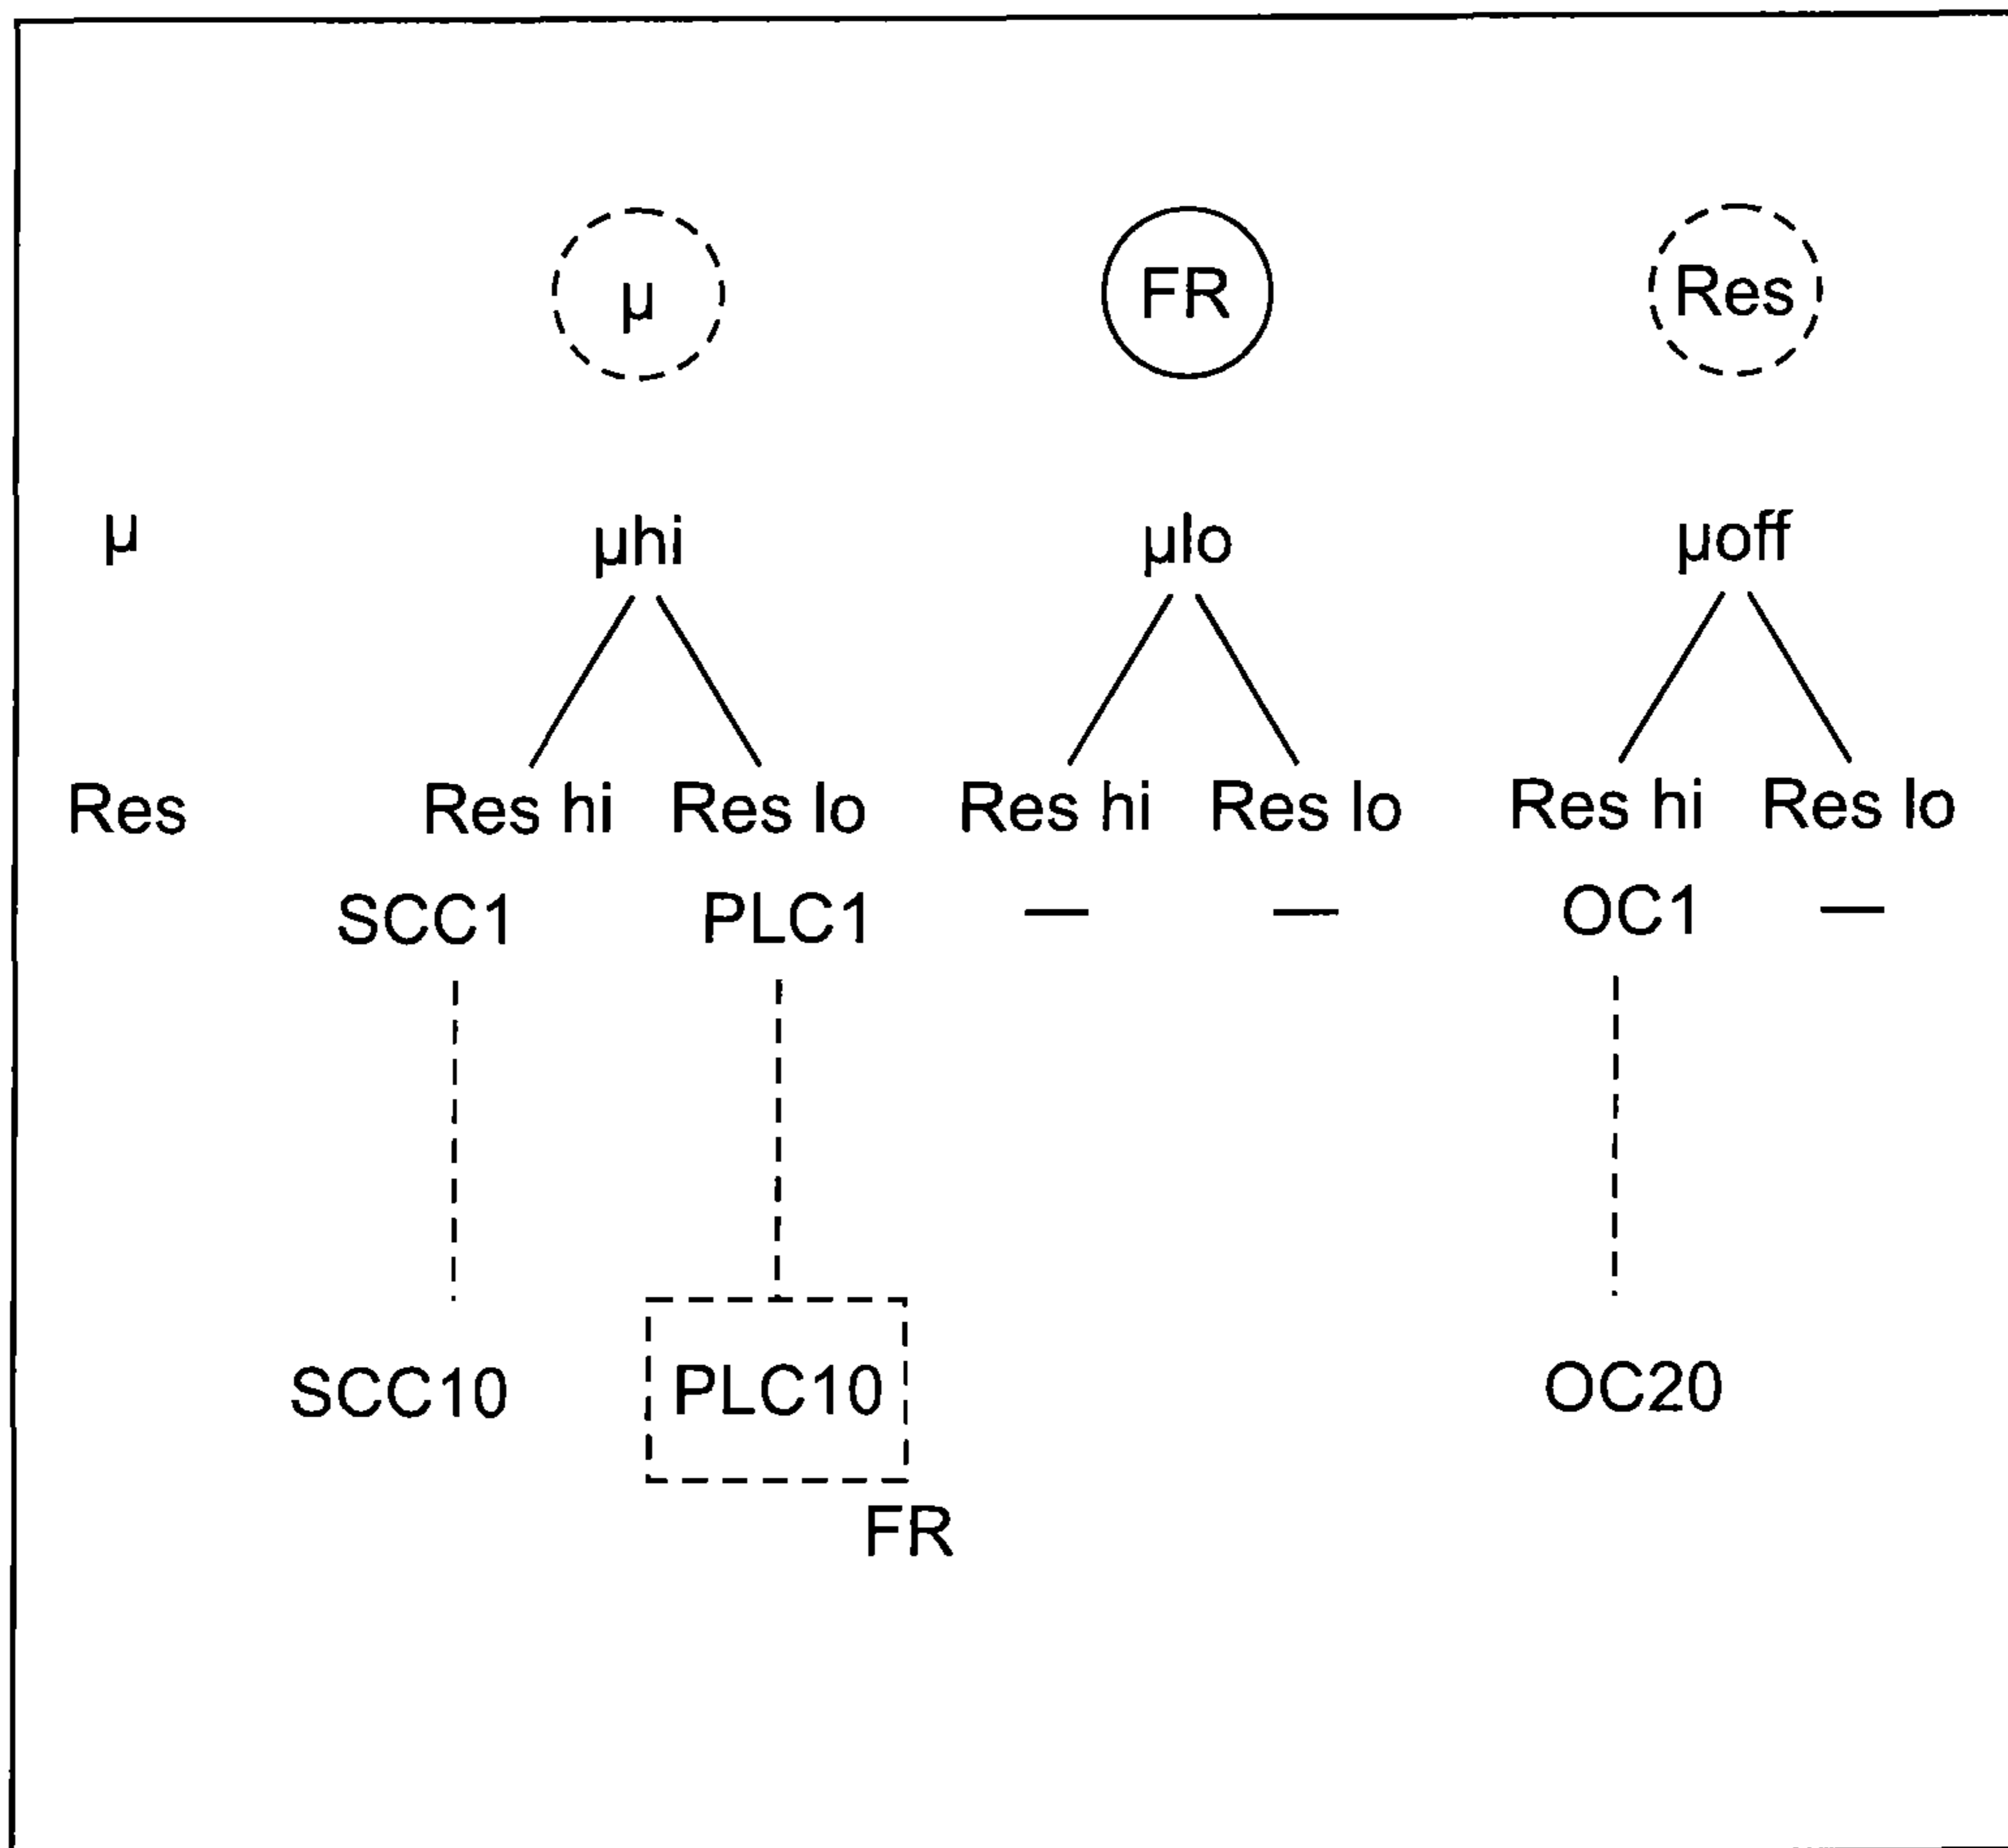 µ FR Res
µ µhi µlo µoff
Res Res hi Res lo Res hi Res lo Res hi Res lo
SCC1 PLC1 — — OC1 —
SCC10 PLC10 OC20
FR